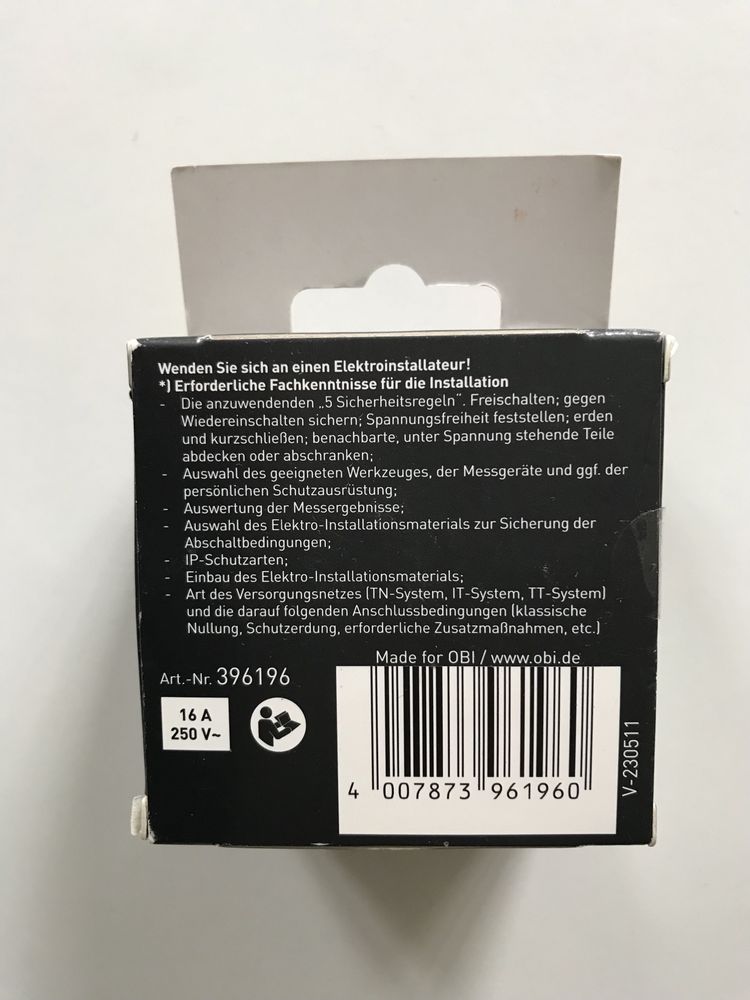 Wenden Sie sich an einen Elektroinstallateur!
*) Erforderliche Fachkenntnisse für die Installation
- Die anzuwendenden „5 Sicherheitsregeln“. Freischalten; gegen
Wiedereinschalten sichern; Spannungsfreiheit feststellen; erden
und kurzschließen; benachbarte, unter Spannung stehende Teile
abdecken oder abschranken;
- Auswahl des geeigneten Werkzeuges, der Messgeräte und ggf. der
persönlichen Schutzausrüstung;
- Auswertung der Messergebnisse;
- Auswahl des Elektro-Installationsmaterials zur Sicherung der
Abschaltbedingungen;
- IP-Schutzarten;
- Einbau des Elektro-Installationsmaterials;
- Art des Versorgungsnetzes (TN-System, IT-System, TT-System)
und die darauf folgenden Anschlussbedingungen (klassische
Nullung, Schutzerdung, erforderliche Zusatzmaßnahmen, etc.)
Made for OBI / www.obi.de
Art.-Nr. 396196
16 A
250 V~
4 007873 961960
V-230511